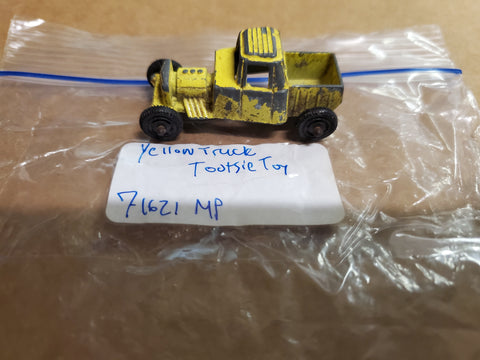 Yellow Truck
Tootsie Toy
71621 MP